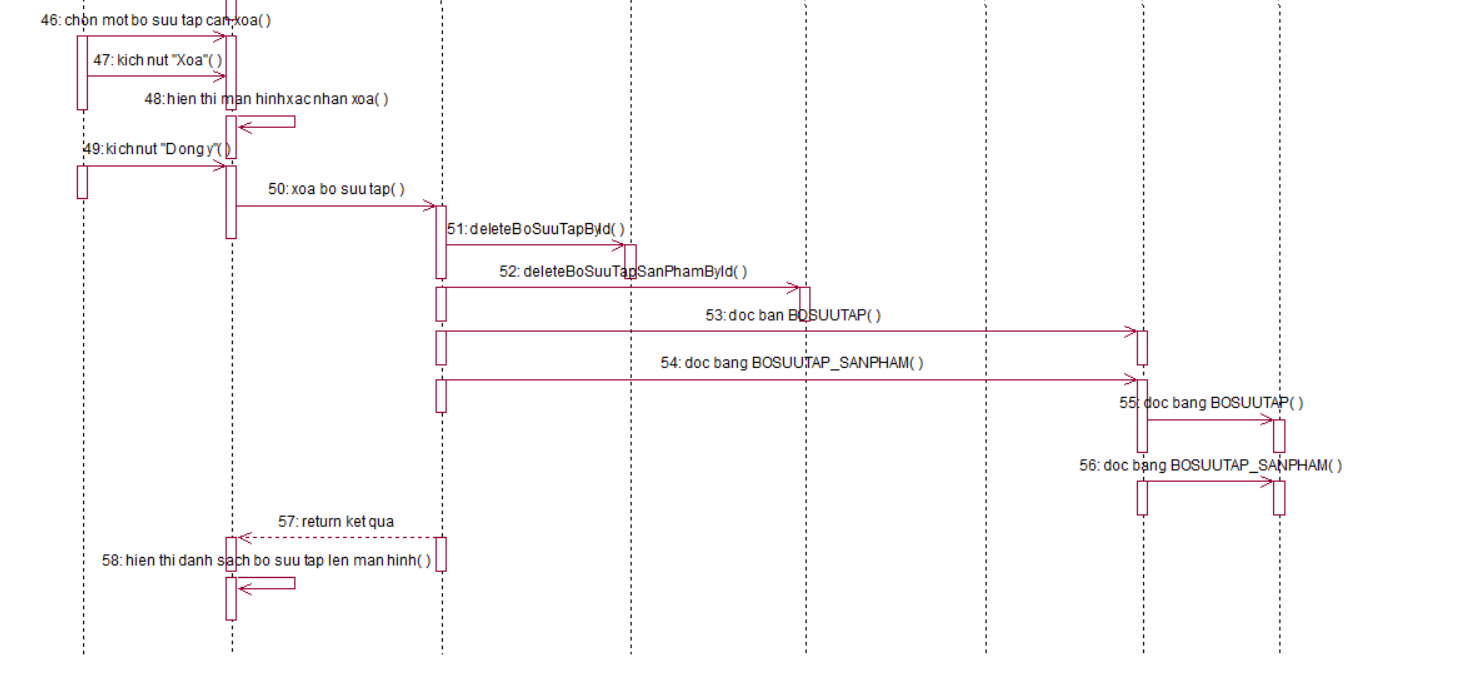 46: chon mot bo suu tap can xoa( )
47: kich nut "Xoa"( )
48: hien thi man hinh xac nhan xoa( )
49: kich nut "Dong y"( )
50: xoa bo suu tap( )
51: deleteBoSuuTapById( )
52: deleteBoSuuTapSanPhamById( )
53: doc ban BOSUUTAP( )
54: doc bang BOSUUTAP_SANPHAM( )
55: doc bang BOSUUTAP( )
56: doc bang BOSUUTAP_SANPHAM( )
57: return ket qua
58: hien thi danh sach bo suu tap len man hinh( )